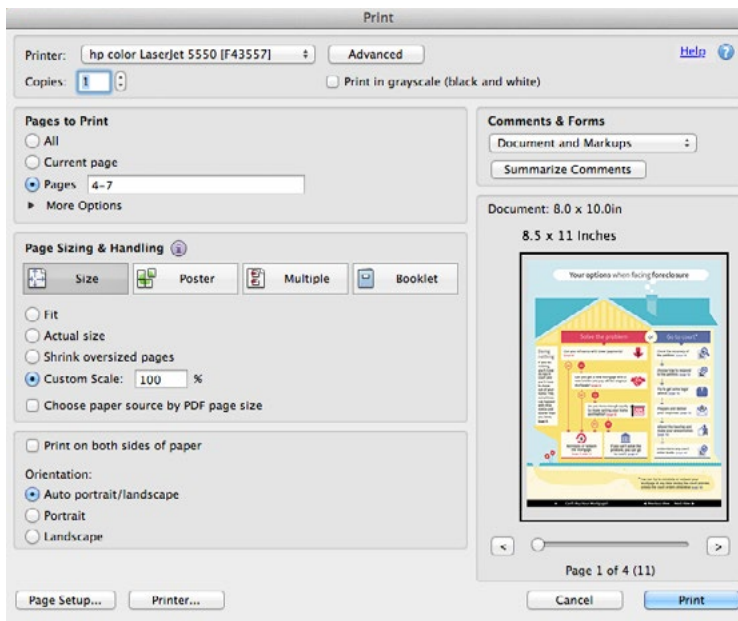 Print
Printer: hp color LaserJet 5550 [F43557] Advanced Help ?
Copies: 1 Print in grayscale (black and white)
Pages to Print
All
Current page
Pages 4-7
More Options
Page Sizing & Handling
Size Poster Multiple Booklet
Fit
Actual size
Shrink oversized pages
Custom Scale: 100 %
Choose paper source by PDF page size
Print on both sides of paper
Orientation:
Auto portrait/landscape
Portrait
Landscape
Comments & Forms
Document and Markups
Summarize Comments
Document: 8.0 x 10.0in
8.5 x 11 Inches
Your options when facing foreclosure
Solve the problem or Go to court*
< >
Page 1 of 4 (11)
Page Setup... Printer... Cancel Print